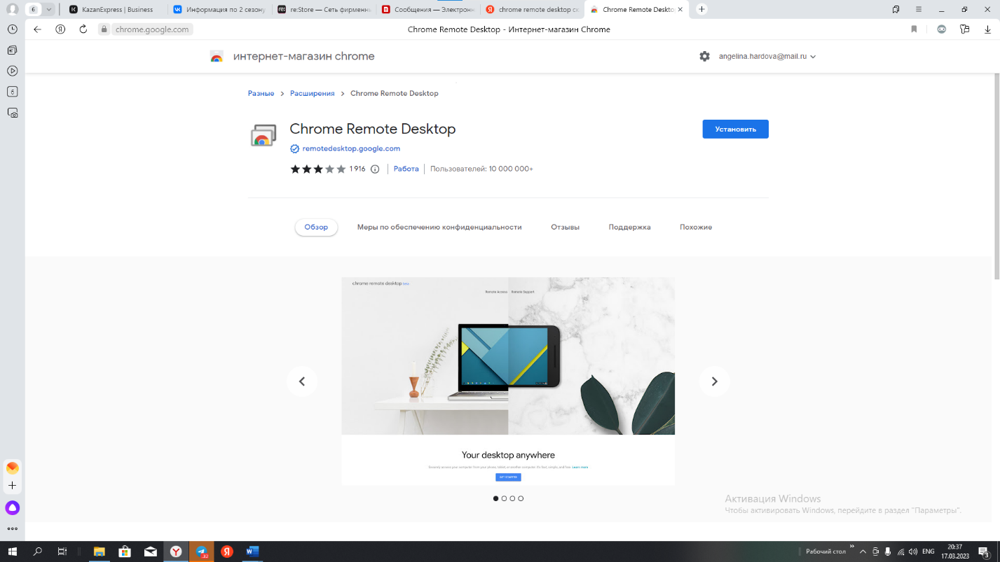 6
KazanExpress | Business
Информация по 2 сезону
re:Store — Сеть фирменн
Сообщения — Электронн
chrome remote desktop ск
Chrome Remote Deskto
chrome.google.com
Chrome Remote Desktop - Интернет-магазин Chrome
интернет-магазин chrome
angelina.hardova@mail.ru
6
Разные > Расширения > Chrome Remote Desktop
Chrome Remote Desktop
Установить
remotedesktop.google.com
1 916
Работа
Пользователей: 10 000 000+
Обзор
Меры по обеспечению конфиденциальности
Отзывы
Поддержка
Похожие
chrome remote desktop beta
Remote Access Remote Support
Your desktop anywhere
Securely access your computer from your phone, tablet, or another computer. It's fast, simple, and free. Learn more
GET STARTED
Активация Windows
Чтобы активировать Windows, перейдите в раздел "Параметры".
32
Рабочий стол
ENG
20:37
17.03.2023
3